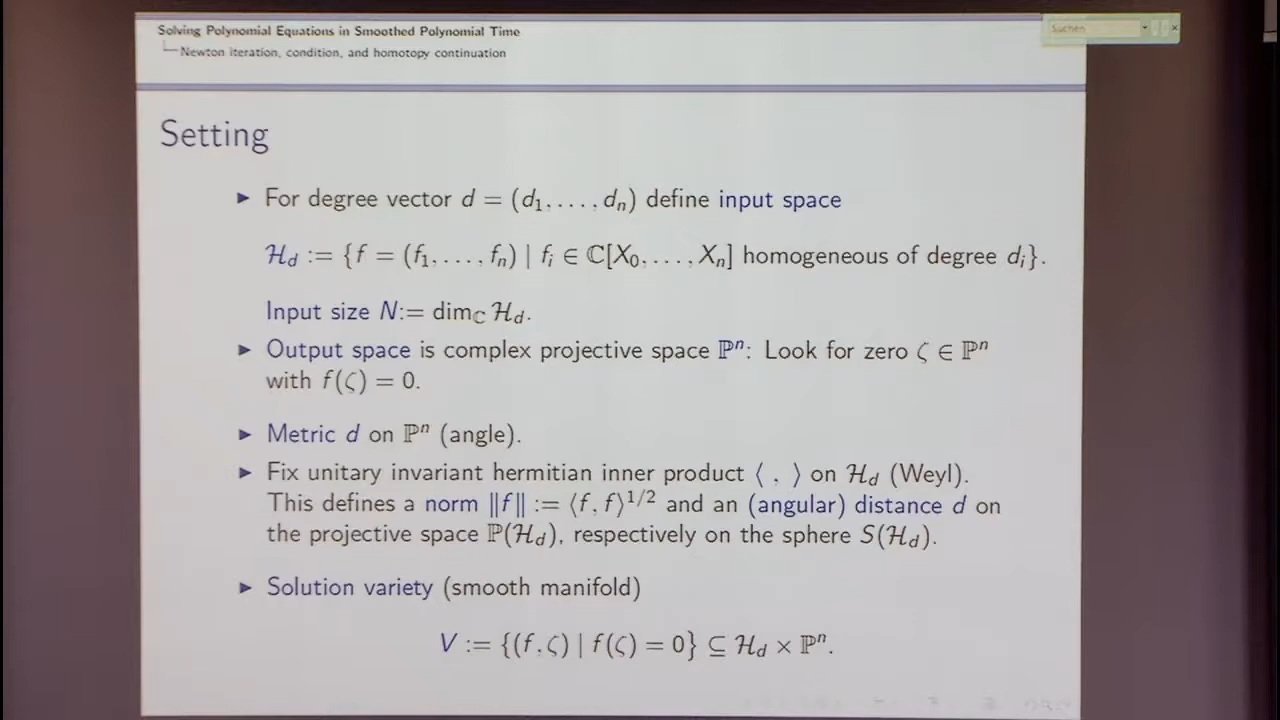 Solving Polynomial Equations in Smoothed Polynomial Time
Newton iteration, condition, and homotopy continuation
Suchen
Setting
► For degree vector d = (d₁, . . . , dₙ) define input space
ℋ_d := {f = (f₁, . . . , fₙ) | fᵢ ∈ ℂ[X₀, . . . , Xₙ] homogeneous of degree dᵢ}.
Input size N:= dim_ℂ ℋ_d.
► Output space is complex projective space ℙⁿ: Look for zero ζ ∈ ℙⁿ
with f(ζ) = 0.
► Metric d on ℙⁿ (angle).
► Fix unitary invariant hermitian inner product ⟨ , ⟩ on ℋ_d (Weyl).
This defines a norm ‖f‖ := ⟨f, f⟩^{1/2} and an (angular) distance d on
the projective space ℙ(ℋ_d), respectively on the sphere S(ℋ_d).
► Solution variety (smooth manifold)
V := {(f, ζ) | f(ζ) = 0} ⊆ ℋ_d × ℙⁿ.